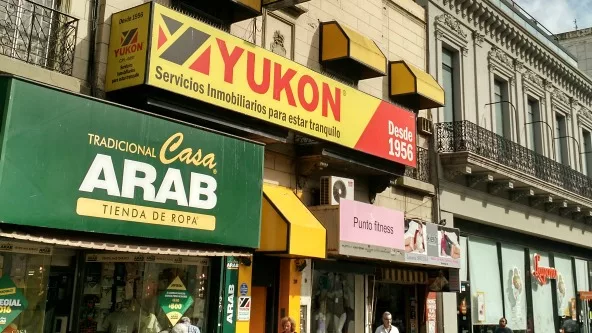 Desde 1956
YUKON
YUKON
Servicios Inmobiliarios para estar tranquilo
Desde
1956
TRADICIONAL Casa
ARAB
TIENDA DE ROPA
Punto fitness
ARAB